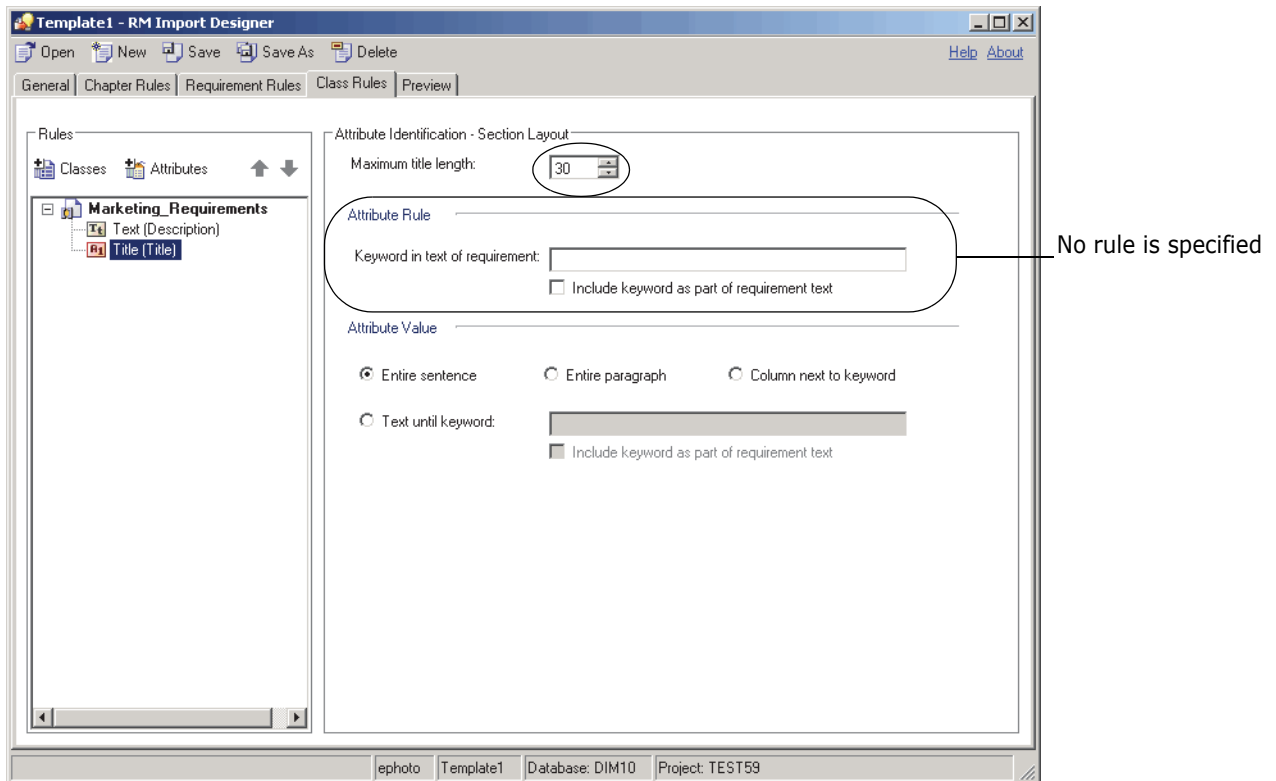 Template1 - RM Import Designer
Open New Save Save As Delete Help About
General Chapter Rules Requirement Rules Class Rules Preview
Rules
Classes Attributes
Marketing_Requirements
Text (Description)
Title (Title)
Attribute Identification - Section Layout
Maximum title length: 30
Attribute Rule
Keyword in text of requirement:
Include keyword as part of requirement text
No rule is specified
Attribute Value
Entire sentence Entire paragraph Column next to keyword
Text until keyword:
Include keyword as part of requirement text
ephoto Template1 Database: DIM10 Project: TEST59